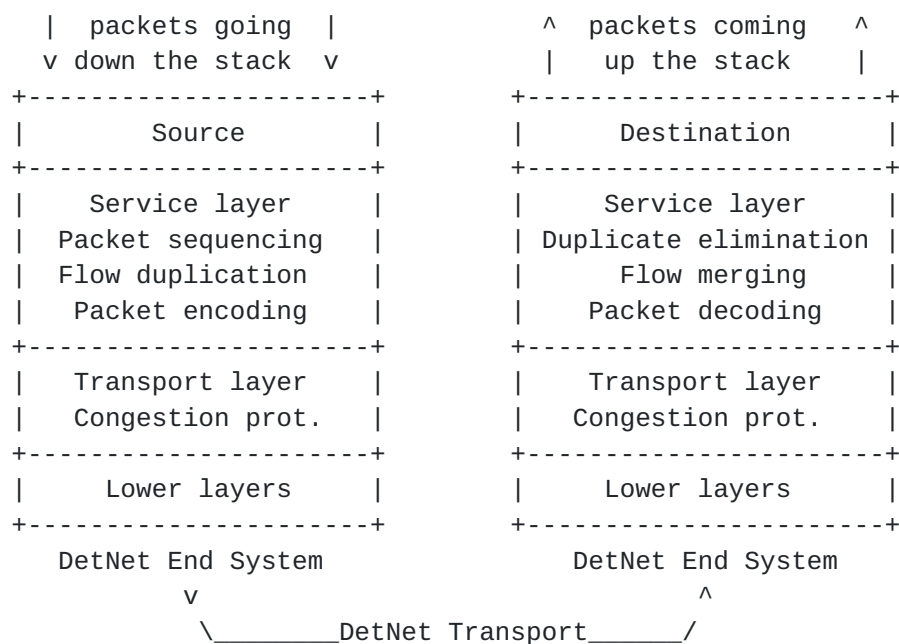 |  packets going  |              ^  packets coming   ^
v down the stack  v              |   up the stack    |
+----------------------+        +-----------------------+
|        Source        |        |      Destination      |
+----------------------+        +-----------------------+
|    Service layer     |        |     Service layer     |
|  Packet sequencing   |        | Duplicate elimination |
|  Flow duplication    |        |      Flow merging     |
|   Packet encoding    |        |    Packet decoding    |
+----------------------+        +-----------------------+
|   Transport layer    |        |    Transport layer    |
|   Congestion prot.   |        |   Congestion prot.    |
+----------------------+        +-----------------------+
|     Lower layers     |        |     Lower layers      |
+----------------------+        +-----------------------+
DetNet End System                DetNet End System
v                                 ^
\________DetNet Transport______/